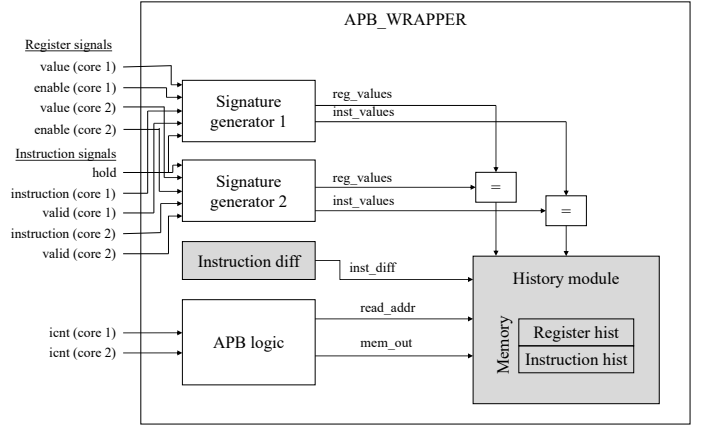 APB_WRAPPER
Register signals
value (core 1)
enable (core 1)
value (core 2)
enable (core 2)
Instruction signals
hold
instruction (core 1)
valid (core 1)
instruction (core 2)
valid (core 2)
icnt (core 1)
icnt (core 2)
Signature
generator 1
reg_values
inst_values
Signature
generator 2
reg_values
inst_values
=
=
Instruction diff
inst_diff
APB logic
read_addr
mem_out
History module
Memory
Register hist
Instruction hist